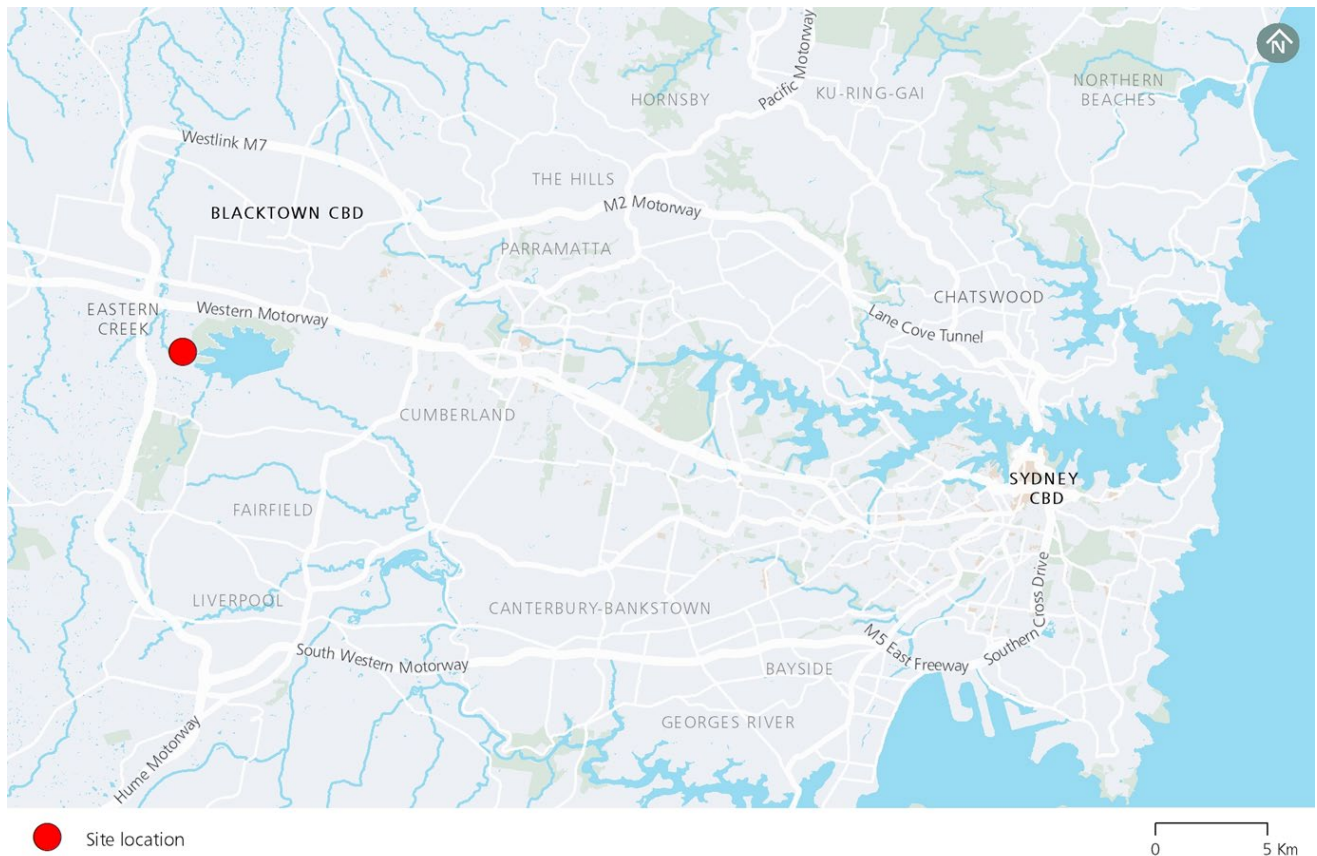 N
Pacific Motorway
HORNSBY
KU-RING-GAI
NORTHERN
BEACHES
Westlink M7
THE HILLS
M2 Motorway
BLACKTOWN CBD
PARRAMATTA
EASTERN
CREEK
Western Motorway
CHATSWOOD
Lane Cove Tunnel
CUMBERLAND
SYDNEY
CBD
FAIRFIELD
LIVERPOOL
CANTERBURY-BANKSTOWN
Southern Cross Drive
M5 East Freeway
South Western Motorway
BAYSIDE
GEORGES RIVER
Hume Motorway
Site location
0
5 Km